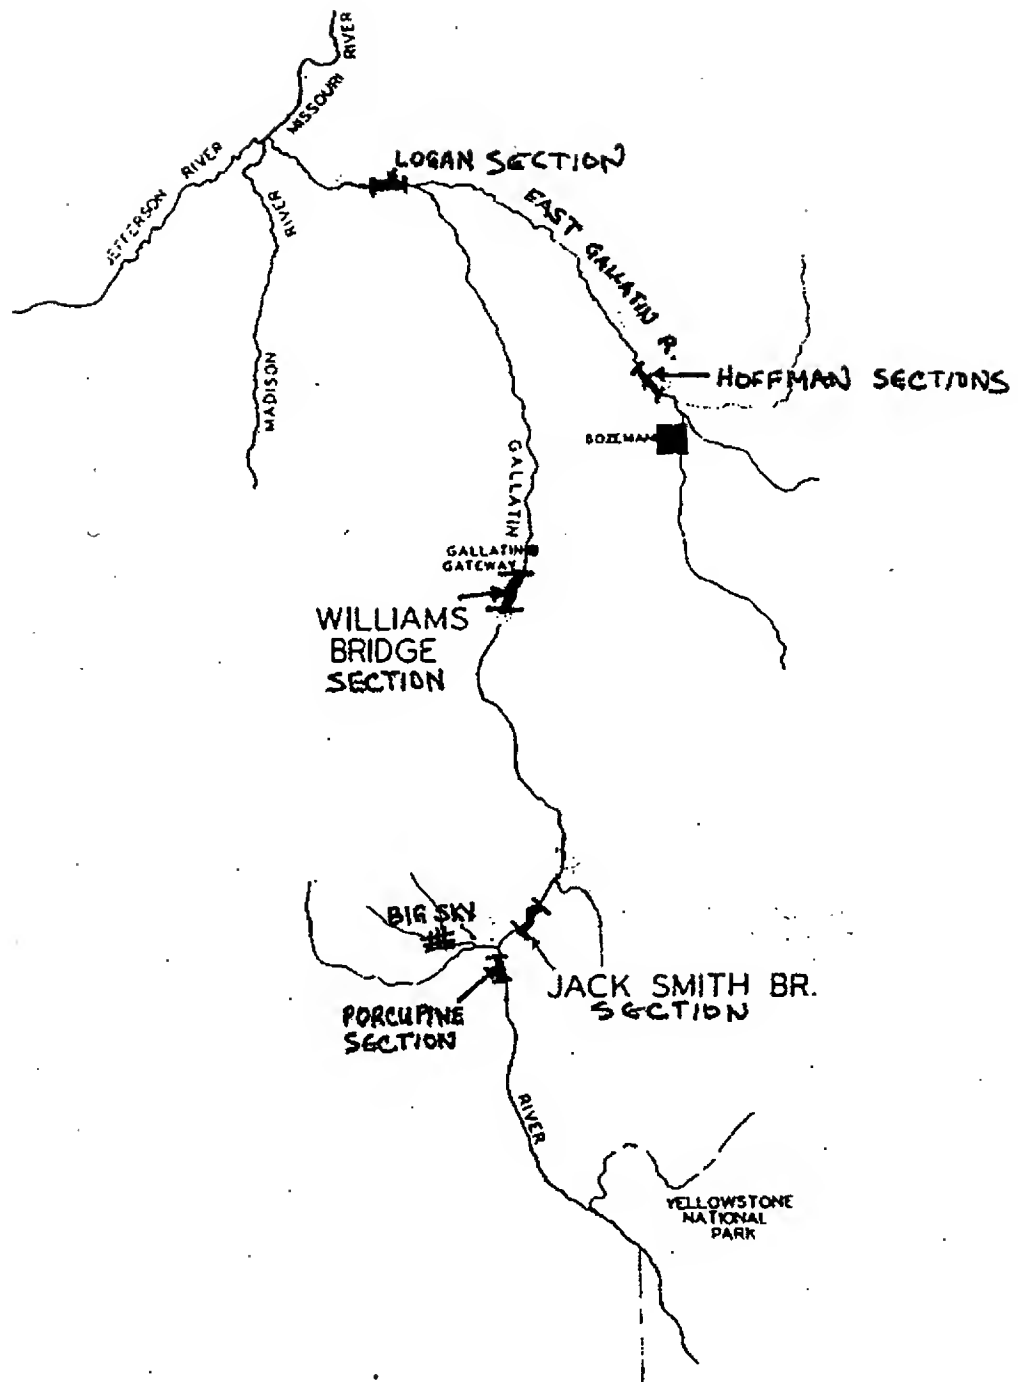 MISSOURI RIVER
JEFFERSON RIVER
MADISON RIVER
LOGAN SECTION
EAST GALLATIN R.
HOFFMAN SECTIONS
BOZEMAN
GALLATIN
GALLATIN
GATEWAY
WILLIAMS
BRIDGE
SECTION
BIG SKY
JACK SMITH BR.
SECTION
PORCUPINE
SECTION
RIVER
YELLOWSTONE
NATIONAL
PARK